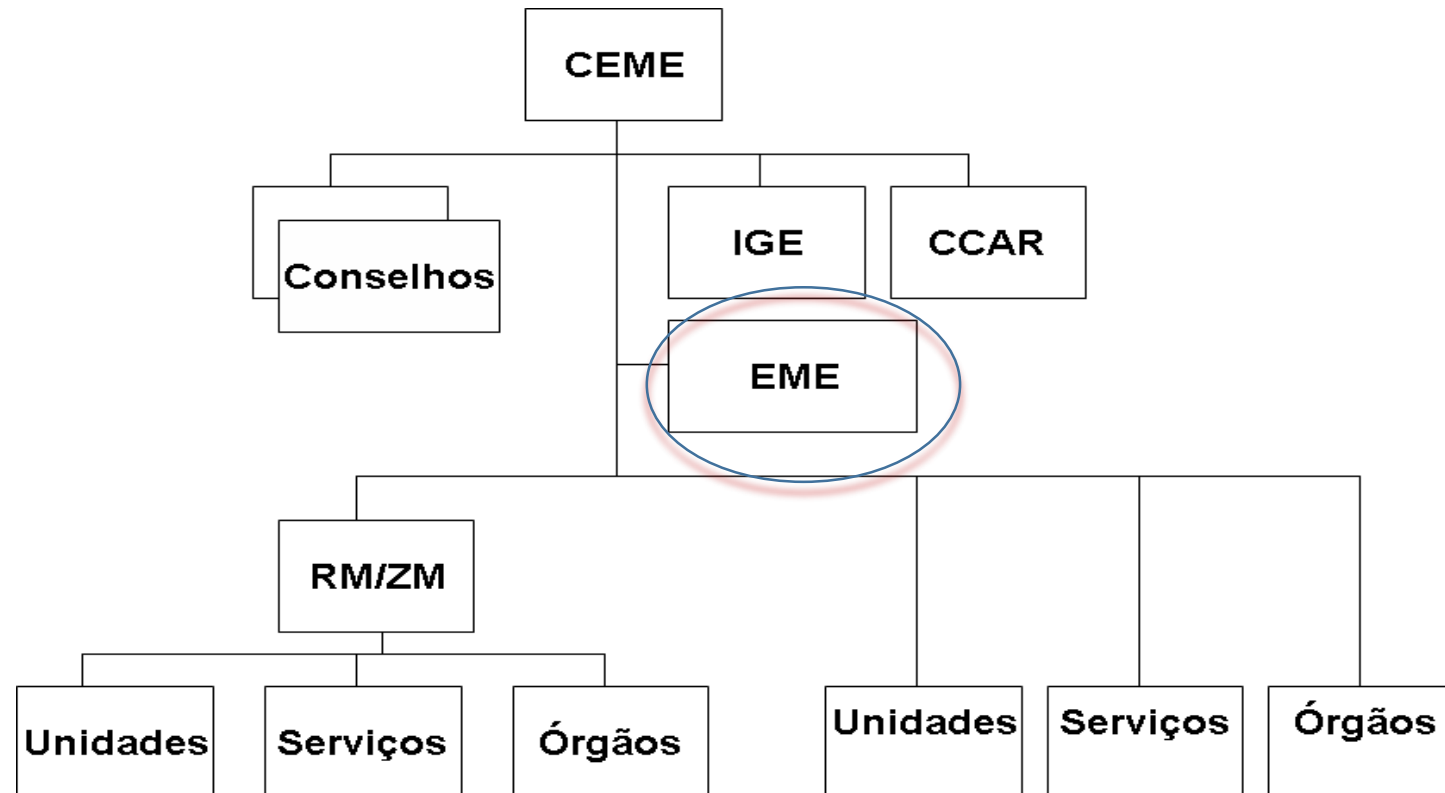 CEME
Conselhos
IGE
CCAR
EME
RM/ZM
Unidades
Serviços
Órgãos
Unidades
Serviços
Órgãos